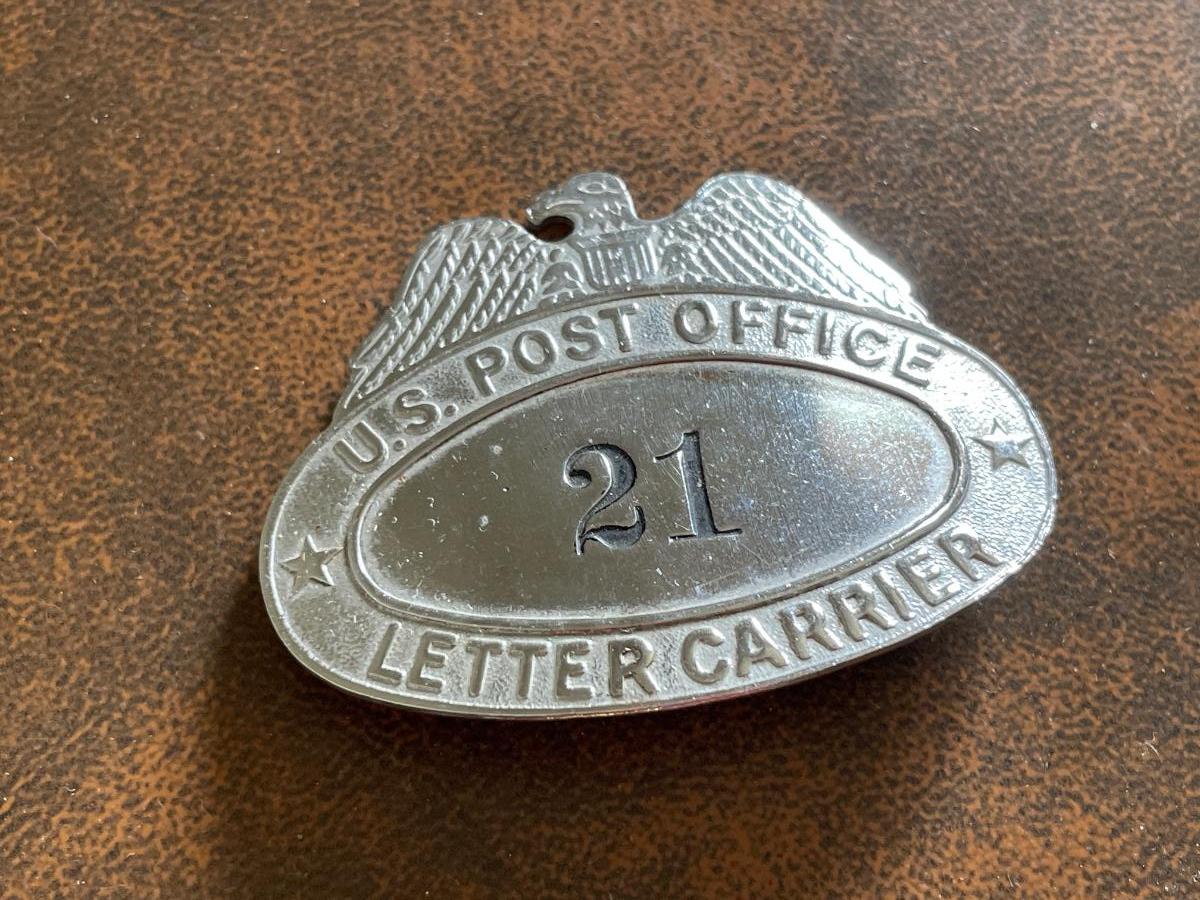 U.S. POST OFFICE
21
LETTER CARRIER